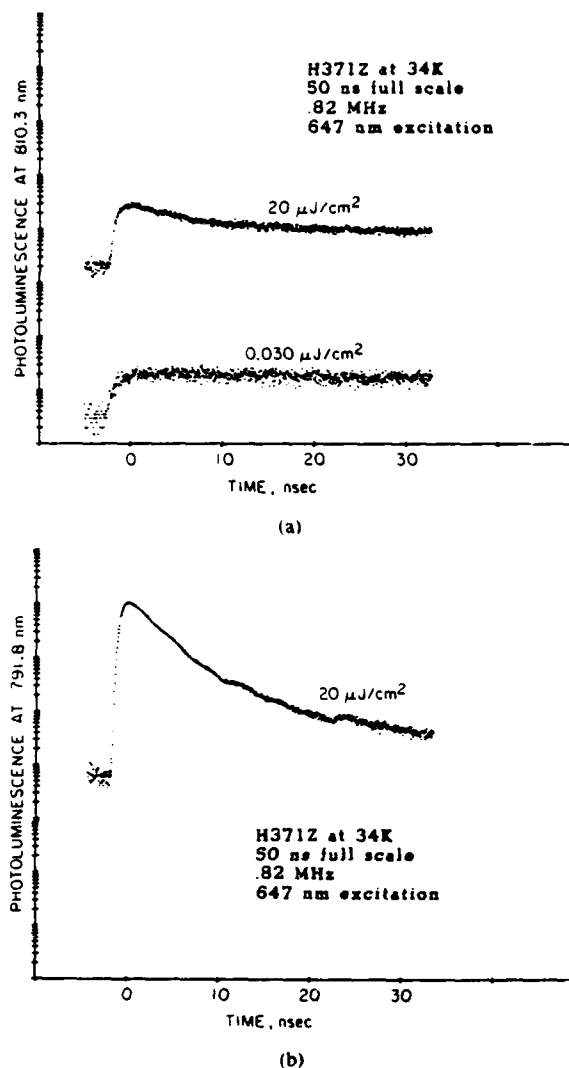 PHOTOLUMINESCENCE AT 810.3 nm
H371Z at 34K
50 ns full scale
.82 MHz
647 nm excitation
20 μJ/cm2
0.030 μJ/cm2
0 10 20 30
TIME, nsec
(a)
PHOTOLUMINESCENCE AT 791.8 nm
20 μJ/cm2
H371Z at 34K
50 ns full scale
.82 MHz
647 nm excitation
0 10 20 30
TIME, nsec
(b)